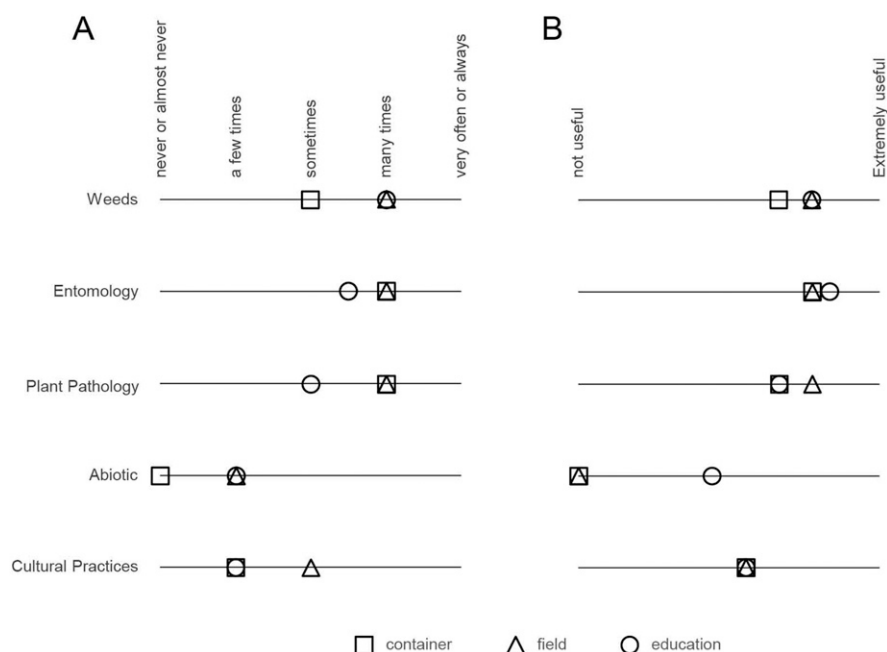 A
B
never or almost never
a few times
sometimes
many times
very often or always
not useful
Extremely useful
Weeds
Entomology
Plant Pathology
Abiotic
Cultural Practices
container
field
education